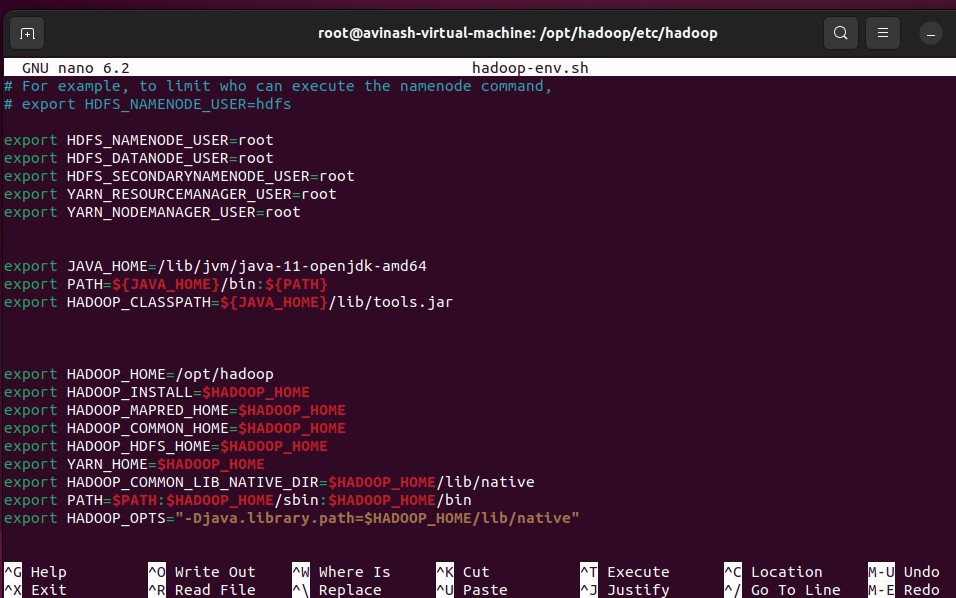 root@avinash-virtual-machine: /opt/hadoop/etc/hadoop
GNU nano 6.2 hadoop-env.sh
# For example, to limit who can execute the namenode command,
# export HDFS_NAMENODE_USER=hdfs
export HDFS_NAMENODE_USER=root
export HDFS_DATANODE_USER=root
export HDFS_SECONDARYNAMENODE_USER=root
export YARN_RESOURCEMANAGER_USER=root
export YARN_NODEMANAGER_USER=root
export JAVA_HOME=/lib/jvm/java-11-openjdk-amd64
export PATH=${JAVA_HOME}/bin:${PATH}
export HADOOP_CLASSPATH=${JAVA_HOME}/lib/tools.jar
export HADOOP_HOME=/opt/hadoop
export HADOOP_INSTALL=$HADOOP_HOME
export HADOOP_MAPRED_HOME=$HADOOP_HOME
export HADOOP_COMMON_HOME=$HADOOP_HOME
export HADOOP_HDFS_HOME=$HADOOP_HOME
export YARN_HOME=$HADOOP_HOME
export HADOOP_COMMON_LIB_NATIVE_DIR=$HADOOP_HOME/lib/native
export PATH=$PATH:$HADOOP_HOME/sbin:$HADOOP_HOME/bin
export HADOOP_OPTS="-Djava.library.path=$HADOOP_HOME/lib/native"
^G Help ^O Write Out ^W Where Is ^K Cut ^T Execute ^C Location M-U Undo
^X Exit ^R Read File ^\ Replace ^U Paste ^J Justify ^/ Go To Line M-E Redo